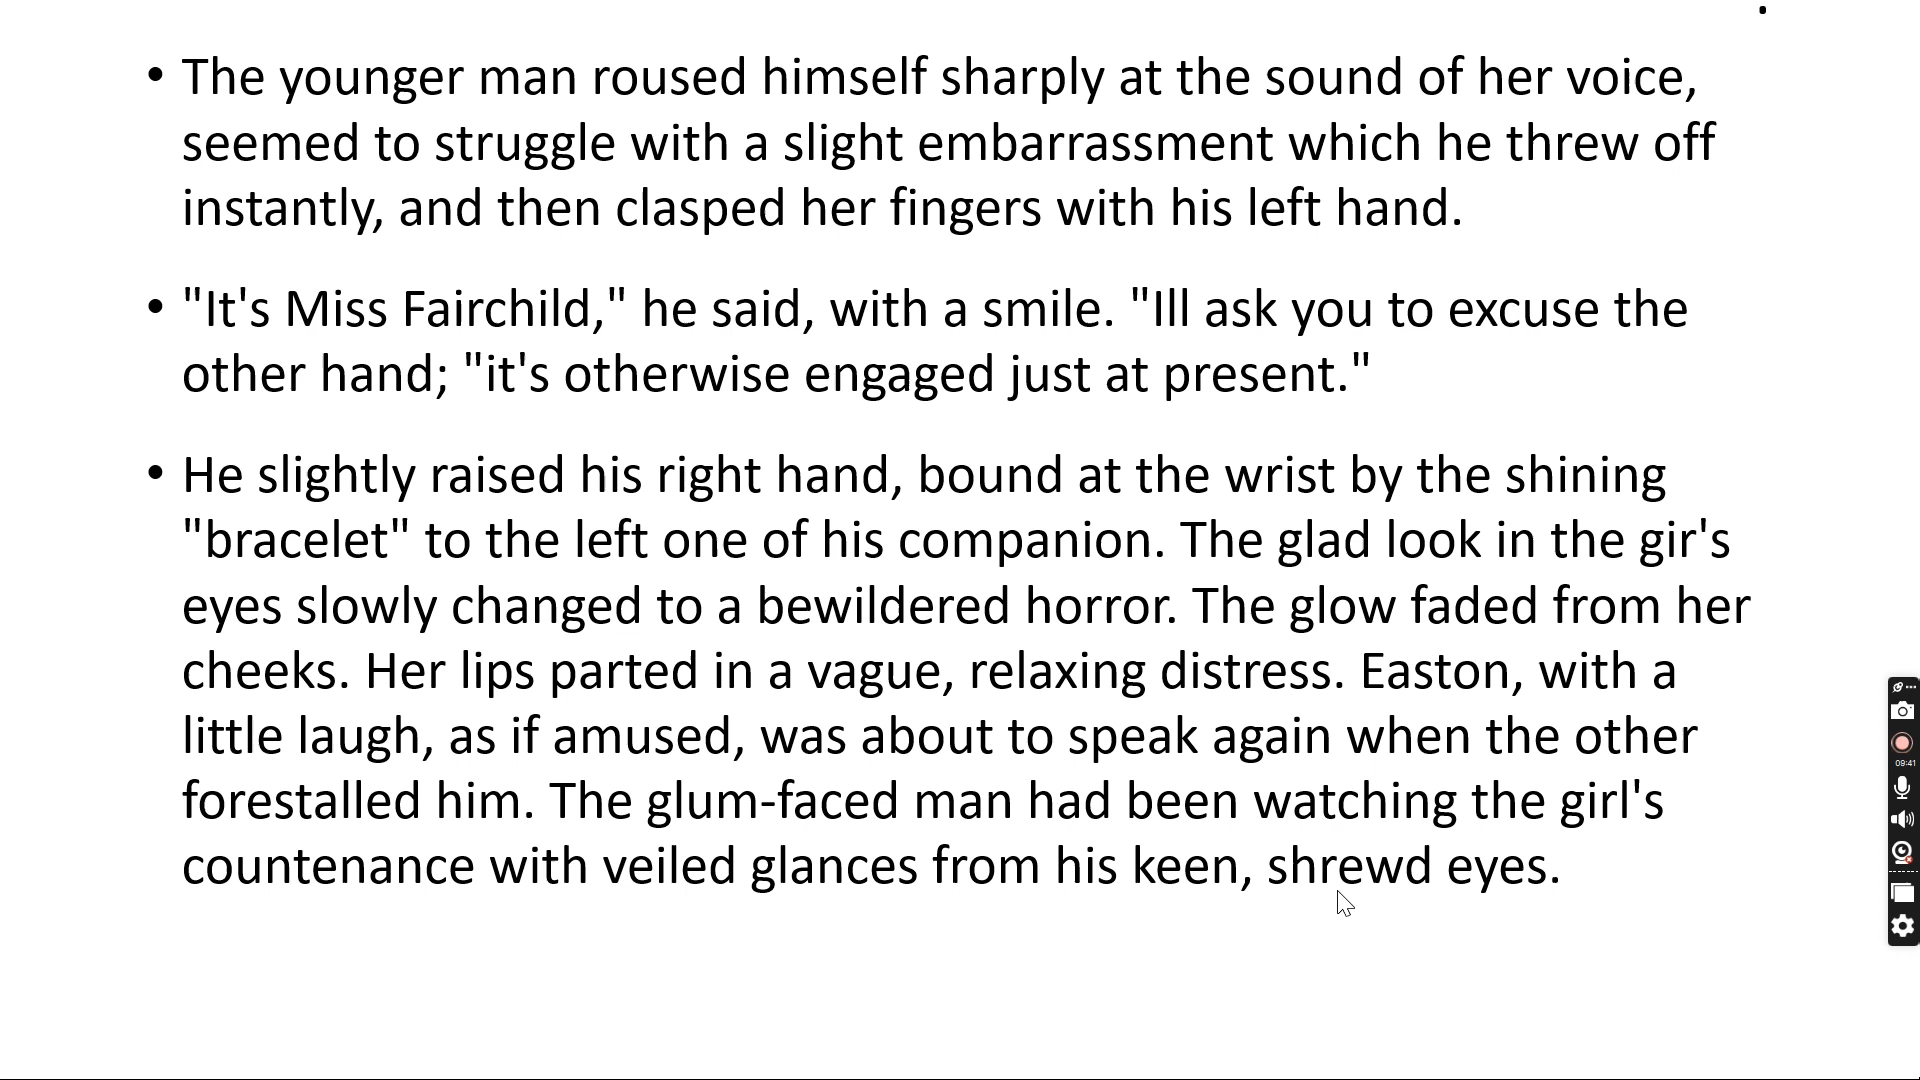 • The younger man roused himself sharply at the sound of her voice,
seemed to struggle with a slight embarrassment which he threw off
instantly, and then clasped her fingers with his left hand.
• "It's Miss Fairchild," he said, with a smile. "Ill ask you to excuse the
other hand; "it's otherwise engaged just at present."
• He slightly raised his right hand, bound at the wrist by the shining
"bracelet" to the left one of his companion. The glad look in the gir's
eyes slowly changed to a bewildered horror. The glow faded from her
cheeks. Her lips parted in a vague, relaxing distress. Easton, with a
little laugh, as if amused, was about to speak again when the other
forestalled him. The glum-faced man had been watching the girl's
countenance with veiled glances from his keen, shrewd eyes.
09:41